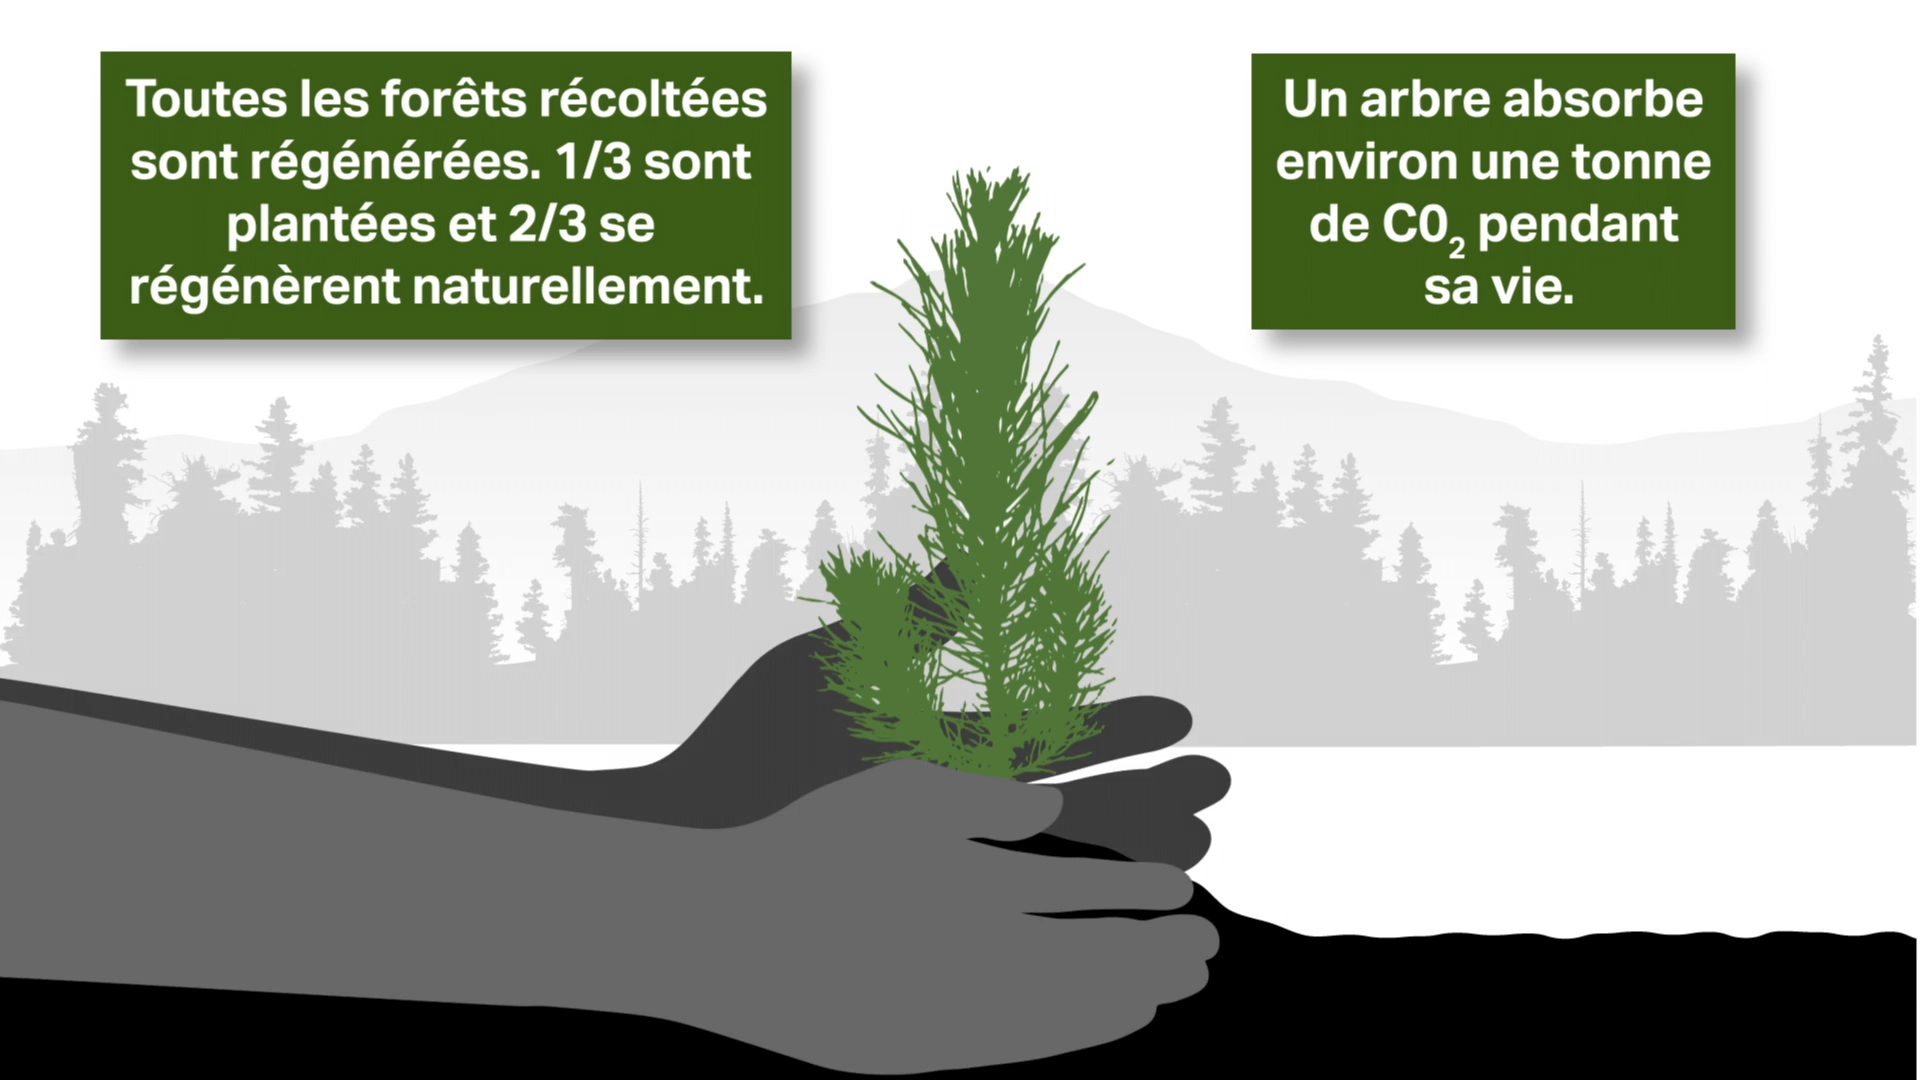 Toutes les forêts récoltées
sont régénérées. 1/3 sont
plantées et 2/3 se
régénèrent naturellement.
Un arbre absorbe
environ une tonne
de C0₂ pendant
sa vie.